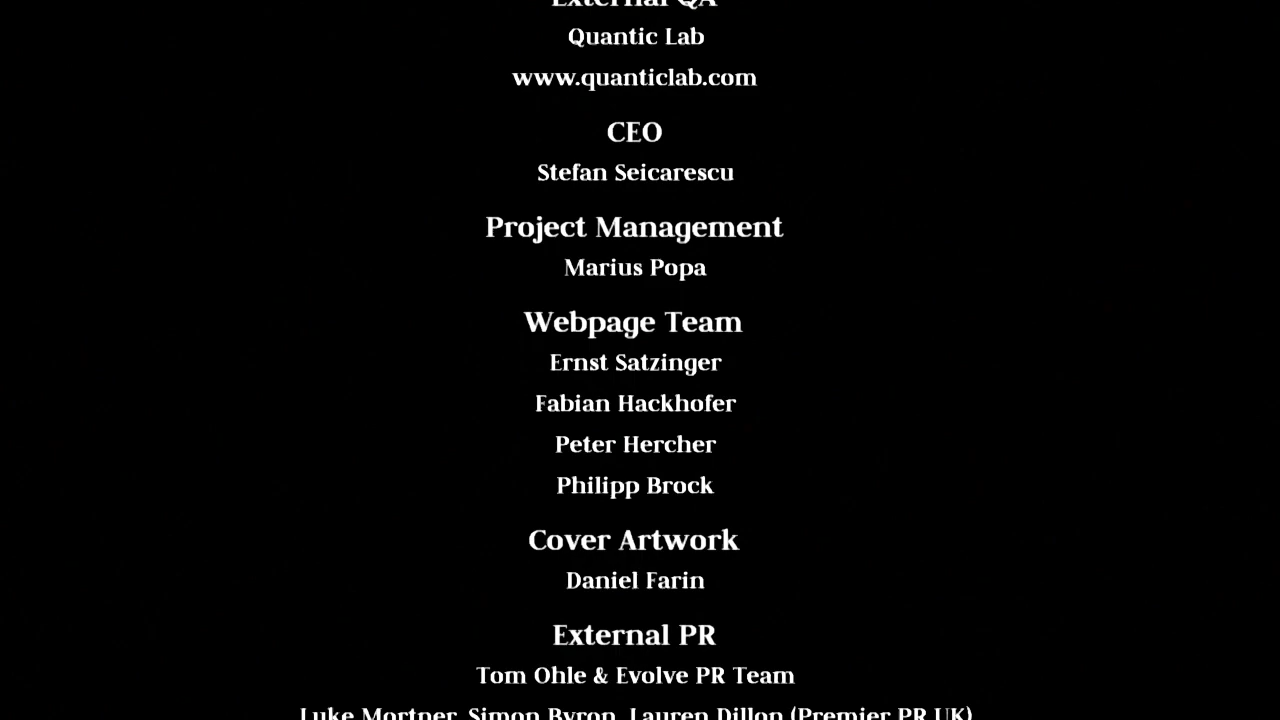 External QA
Quantic Lab
www.quanticlab.com
CEO
Stefan Seicarescu
Project Management
Marius Popa
Webpage Team
Ernst Satzinger
Fabian Hackhofer
Peter Hercher
Philipp Brock
Cover Artwork
Daniel Farin
External PR
Tom Ohle & Evolve PR Team
Luke Mortner, Simon Byron, Lauren Dillon (Premier PR UK)